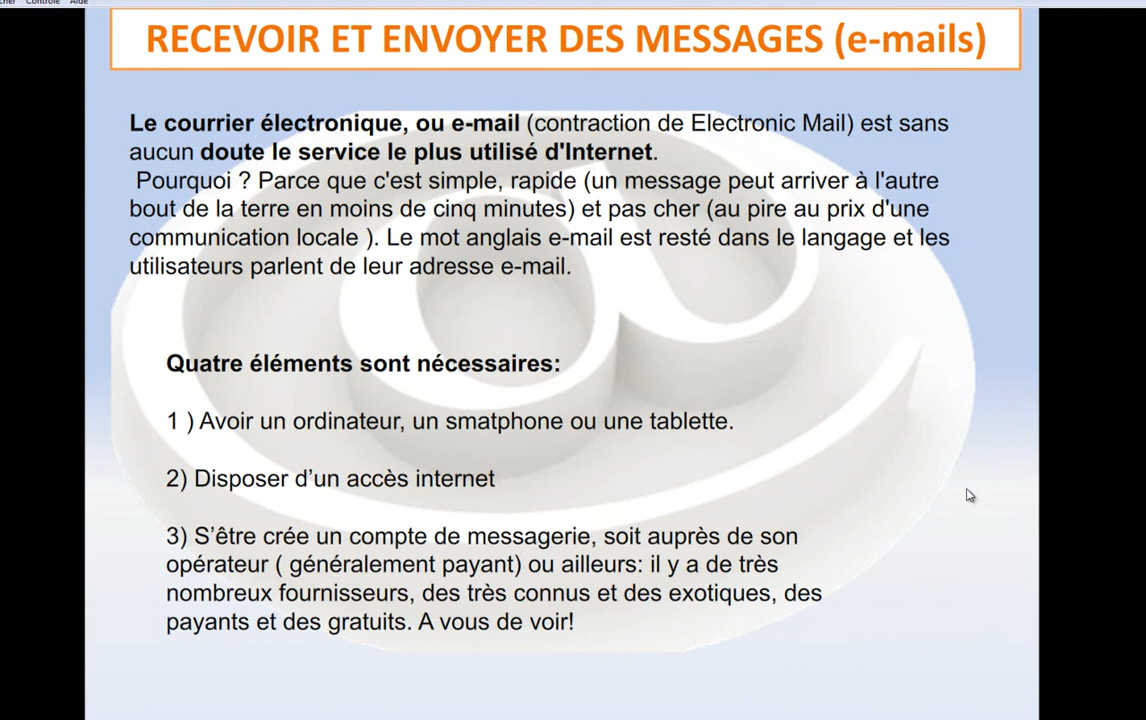 Contrôle Aide
RECEVOIR ET ENVOYER DES MESSAGES (e-mails)
Le courrier électronique, ou e-mail (contraction de Electronic Mail) est sans
aucun doute le service le plus utilisé d'Internet.
Pourquoi ? Parce que c'est simple, rapide (un message peut arriver à l'autre
bout de la terre en moins de cinq minutes) et pas cher (au pire au prix d'une
communication locale ). Le mot anglais e-mail est resté dans le langage et les
utilisateurs parlent de leur adresse e-mail.
Quatre éléments sont nécessaires:
1 ) Avoir un ordinateur, un smatphone ou une tablette.
2) Disposer d’un accès internet
3) S’être crée un compte de messagerie, soit auprès de son
opérateur ( généralement payant) ou ailleurs: il y a de très
nombreux fournisseurs, des très connus et des exotiques, des
payants et des gratuits. A vous de voir!